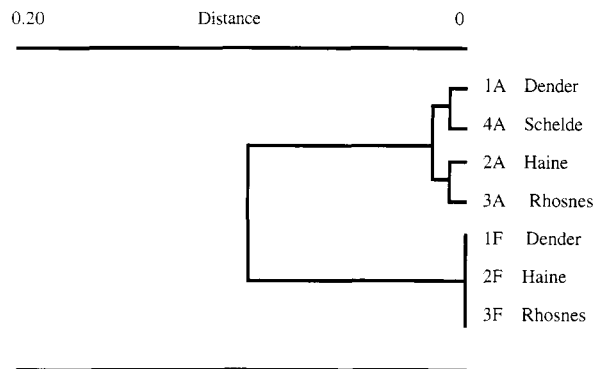 0.20 Distance 0
1A Dender
4A Schelde
2A Haine
3A Rhosnes
1F Dender
2F Haine
3F Rhosnes